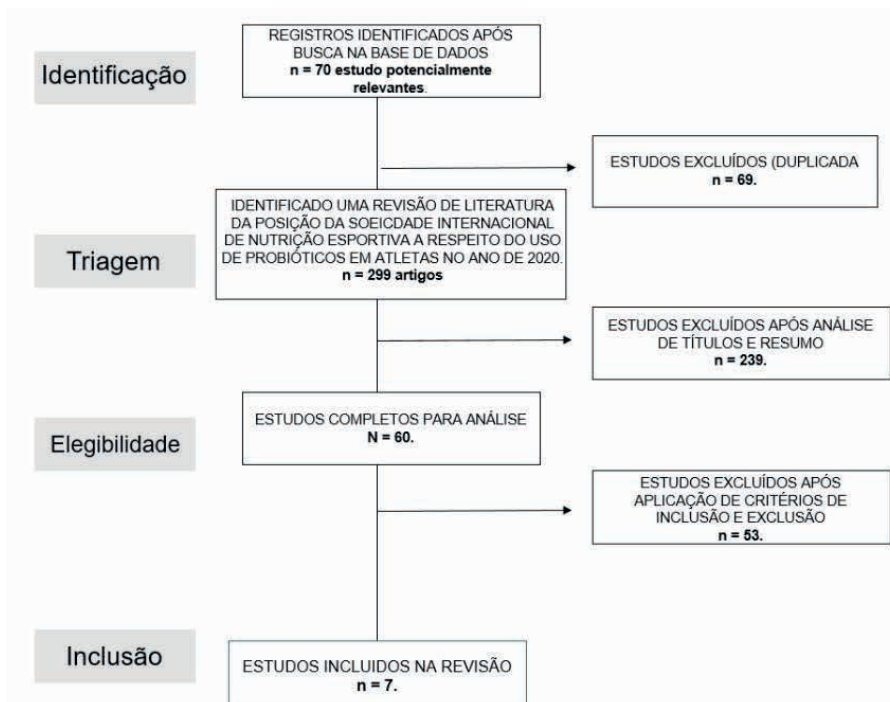 Identificação
REGISTROS IDENTIFICADOS APÓS
BUSCA NA BASE DE DADOS
n = 70 estudo potencialmente
relevantes.
ESTUDOS EXCLUÍDOS (DUPLICADA
n = 69.
Triagem
IDENTIFICADO UMA REVISÃO DE LITERATURA
DA POSIÇÃO DA SOEICDADE INTERNACIONAL
DE NUTRIÇÃO ESPORTIVA A RESPEITO DO USO
DE PROBIÓTICOS EM ATLETAS NO ANO DE 2020.
n = 299 artigos
ESTUDOS EXCLUÍDOS APÓS ANÁLISE
DE TÍTULOS E RESUMO
n = 239.
Elegibilidade
ESTUDOS COMPLETOS PARA ANÁLISE
N = 60.
ESTUDOS EXCLUÍDOS APÓS
APLICAÇÃO DE CRITÉRIOS DE
INCLUSÃO E EXCLUSÃO
n = 53.
Inclusão
ESTUDOS INCLUIDOS NA REVISÃO
n = 7.